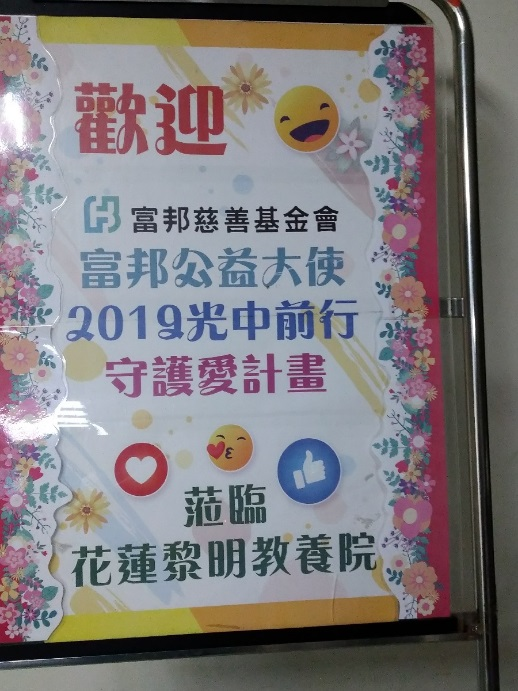 歡迎
富邦慈善基金會
富邦公益大使
2019光中前行
守護愛計畫
蒞臨
花蓮黎明教養院